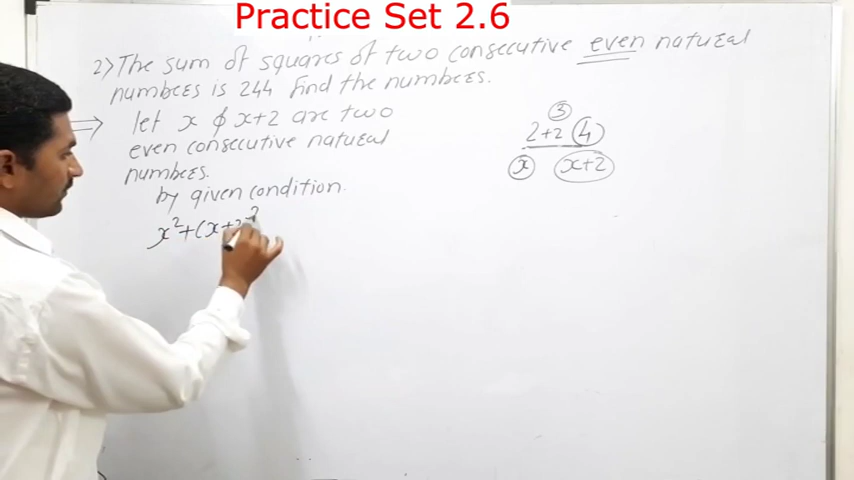 Practice Set 2.6
2) The sum of squares of two consecutive even natural
numbers is 244 find the numbers.
⇒ let x & x+2 are two
even consecutive natural
numbers.
by given condition.
x²+(x+2)²
3
2+2 4
x x+2